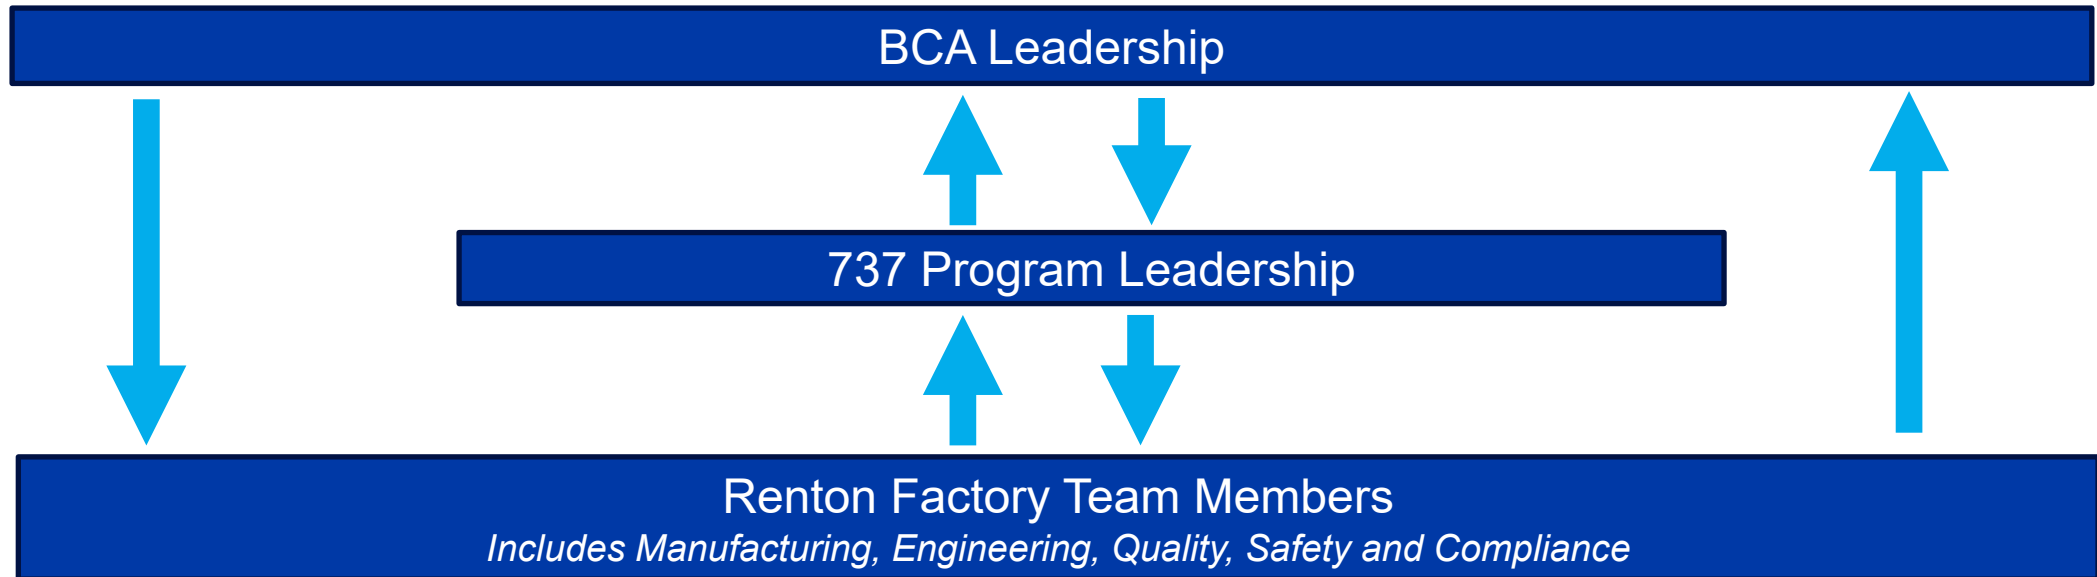 BCA Leadership
737 Program Leadership
Renton Factory Team Members
Includes Manufacturing, Engineering, Quality, Safety and Compliance